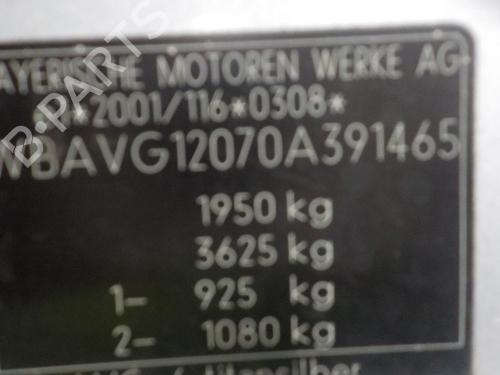 AYERISCHE MOTOREN WERKE AG
*2001/116*0308*
WBAVG12070A391465
1950 kg
3625 kg
1– 925 kg
2– 1080 kg
titansilber
B-PARTS